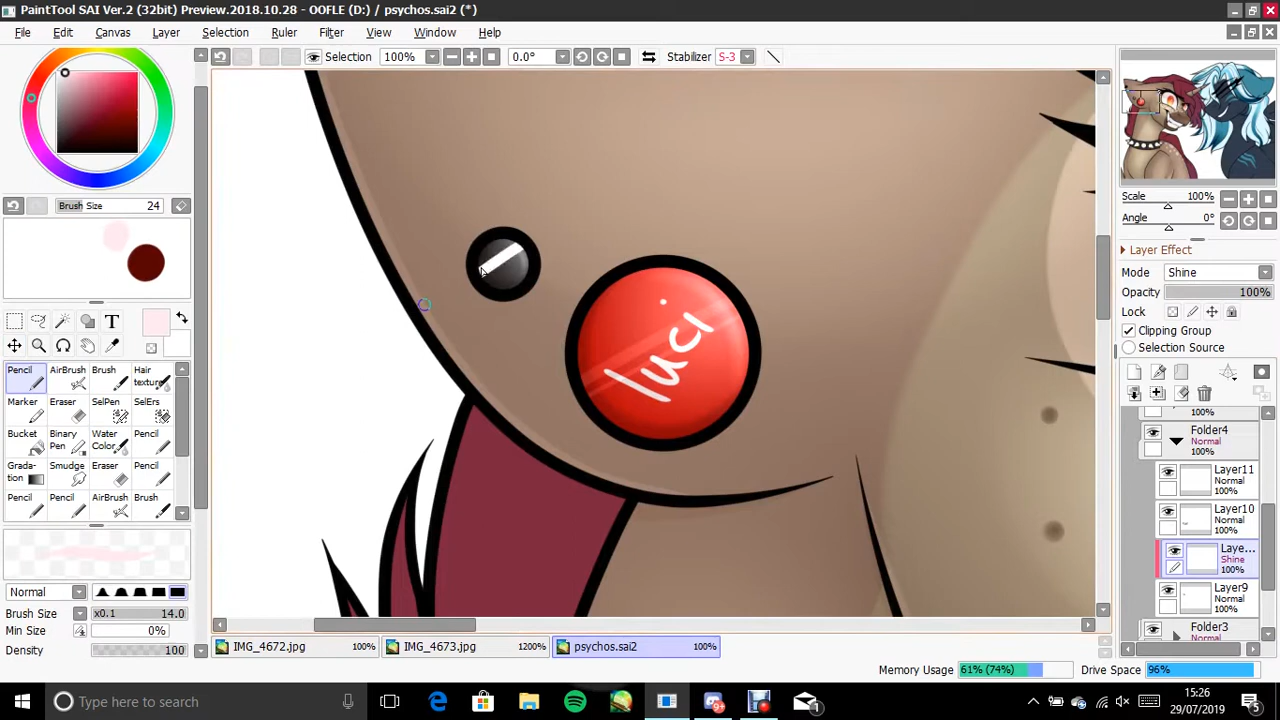 PaintTool SAI Ver.2 (32bit) Preview.2018.10.28 - OOFLE (D:) / psychos.sai2 (*)
File Edit Canvas Layer Selection Ruler Filter View Window Help
Selection 100% 0.0° Stabilizer S-3
Brush Size 24
T
Pencil AirBrush Brush Hair texture
Marker Eraser SelPen SelErs
Bucket Binary Pen Water Color Pencil
Grada-tion Smudge Eraser Pencil
Pencil Pencil AirBrush Brush
Normal
Brush Size x0.1 14.0
Min Size 0%
Density 100
luci
Scale 100%
Angle 0°
Layer Effect
Mode Shine
Opacity 100%
Lock
Clipping Group
Selection Source
100%
Folder4
Normal
100%
Layer11
Normal
100%
Layer10
Normal
100%
Laye...
Shine
100%
Layer9
Normal
100%
Folder3
Normal
IMG_4672.jpg 100% IMG_4673.jpg 1200% psychos.sai2 100%
Memory Usage 61% (74%) Drive Space 96%
Type here to search
9+
1
15:26
29/07/2019
5